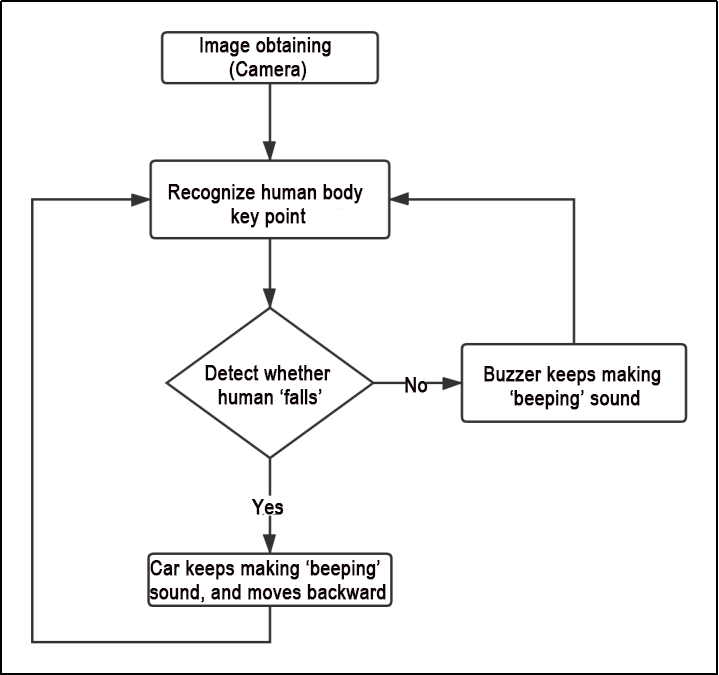 Image obtaining
(Camera)
Recognize human body
key point
Detect whether
human ‘falls’
No
Buzzer keeps making
‘beeping’ sound
Yes
Car keeps making ‘beeping’
sound, and moves backward